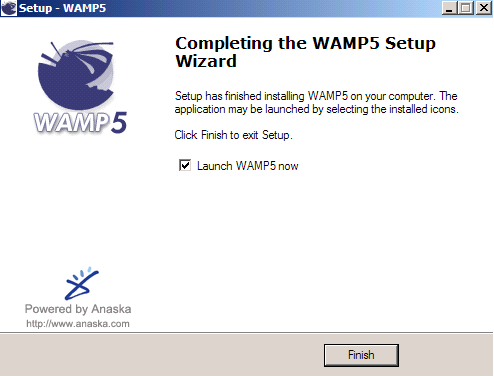 Setup - WAMP5
WAMP5
Completing the WAMP5 Setup
Wizard
Setup has finished installing WAMP5 on your computer. The
application may be launched by selecting the installed icons.
Click Finish to exit Setup.
Launch WAMP5 now
Powered by Anaska
http://www.anaska.com
Finish